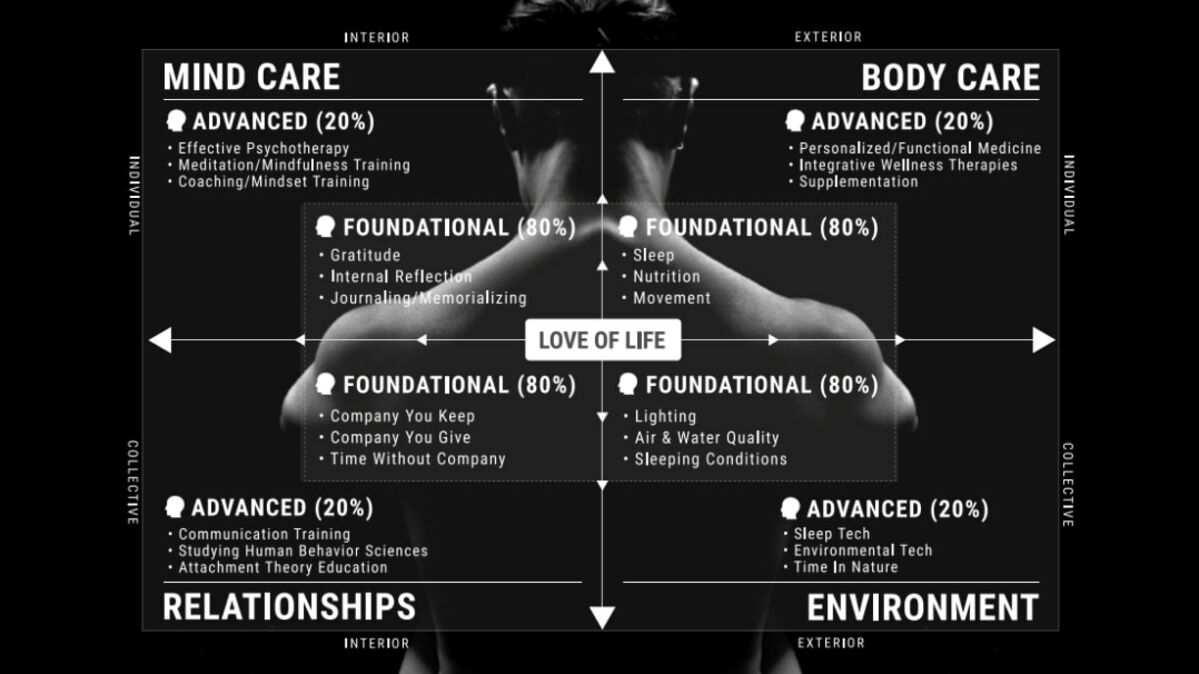 INTERIOR
EXTERIOR
MIND CARE
BODY CARE
ADVANCED (20%)
• Effective Psychotherapy
• Meditation/Mindfulness Training
• Coaching/Mindset Training
ADVANCED (20%)
• Personalized/Functional Medicine
• Integrative Wellness Therapies
• Supplementation
INDIVIDUAL
INDIVIDUAL
FOUNDATIONAL (80%)
• Gratitude
• Internal Reflection
• Journaling/Memorializing
FOUNDATIONAL (80%)
• Sleep
• Nutrition
• Movement
LOVE OF LIFE
FOUNDATIONAL (80%)
• Company You Keep
• Company You Give
• Time Without Company
FOUNDATIONAL (80%)
• Lighting
• Air & Water Quality
• Sleeping Conditions
COLLECTIVE
COLLECTIVE
ADVANCED (20%)
• Communication Training
• Studying Human Behavior Sciences
• Attachment Theory Education
ADVANCED (20%)
• Sleep Tech
• Environmental Tech
• Time In Nature
RELATIONSHIPS
ENVIRONMENT
INTERIOR
EXTERIOR